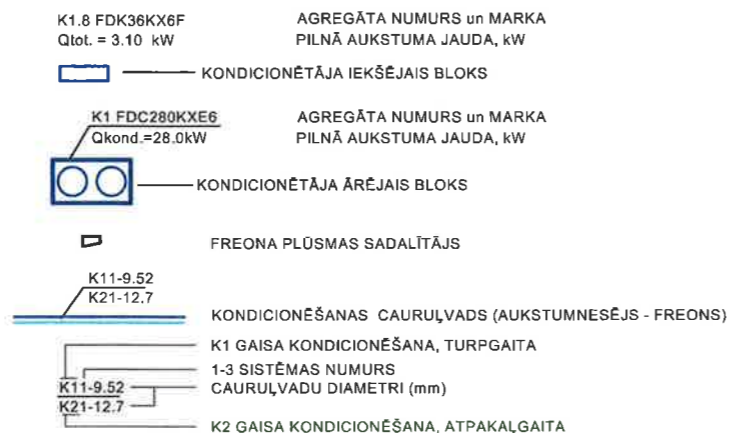 K1.8 FDK36KX6F AGREGĀTA NUMURS un MARKA
Qtot. = 3.10 kW PILNĀ AUKSTUMA JAUDA, kW
KONDICIONĒTĀJA IEKŠĒJAIS BLOKS
K1 FDC280KXE6 AGREGĀTA NUMURS un MARKA
Qkond.=28.0kW PILNĀ AUKSTUMA JAUDA, kW
KONDICIONĒTĀJA ĀRĒJAIS BLOKS
FREONA PLŪSMAS SADALĪTĀJS
K11-9.52
K21-12.7
KONDICIONĒŠANAS CAURUĻVADS (AUKSTUMNESĒJS - FREONS)
K1 GAISA KONDICIONĒŠANA, TURPGAITA
1-3 SISTĒMAS NUMURS
K11-9.52 CAURUĻVADU DIAMETRI (mm)
K21-12.7
K2 GAISA KONDICIONĒŠANA, ATPAKAĻGAITA